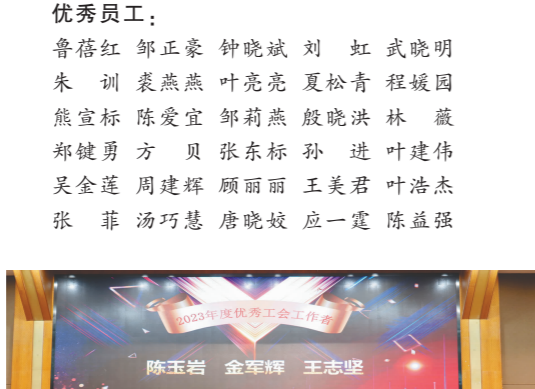 优秀员工：
鲁蓓红 邹正豪 钟晓斌 刘　虹 武晓明
朱　训 裘燕燕 叶亮亮 夏松青 程媛园
熊宣标 陈爱宜 邹莉燕 殷晓洪 林　薇
郑键勇 方　贝 张东标 孙　进 叶建伟
吴金莲 周建辉 顾丽丽 王美君 叶浩杰
张　菲 汤巧慧 唐晓姣 应一霆 陈益强
2023年度优秀工会工作者
陈玉岩 金军辉 王志坚